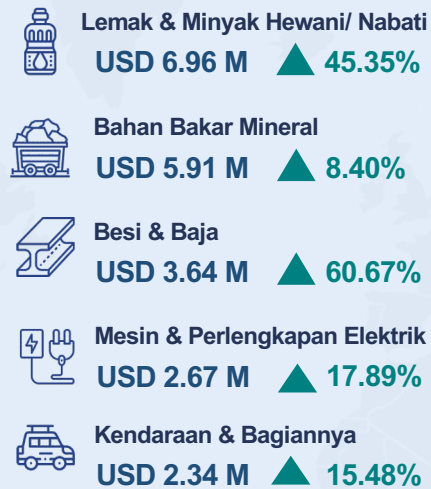 Lemak & Minyak Hewani/ Nabati
USD 6.96 M 45.35%
Bahan Bakar Mineral
USD 5.91 M 8.40%
Besi & Baja
USD 3.64 M 60.67%
Mesin & Perlengkapan Elektrik
USD 2.67 M 17.89%
Kendaraan & Bagiannya
USD 2.34 M 15.48%